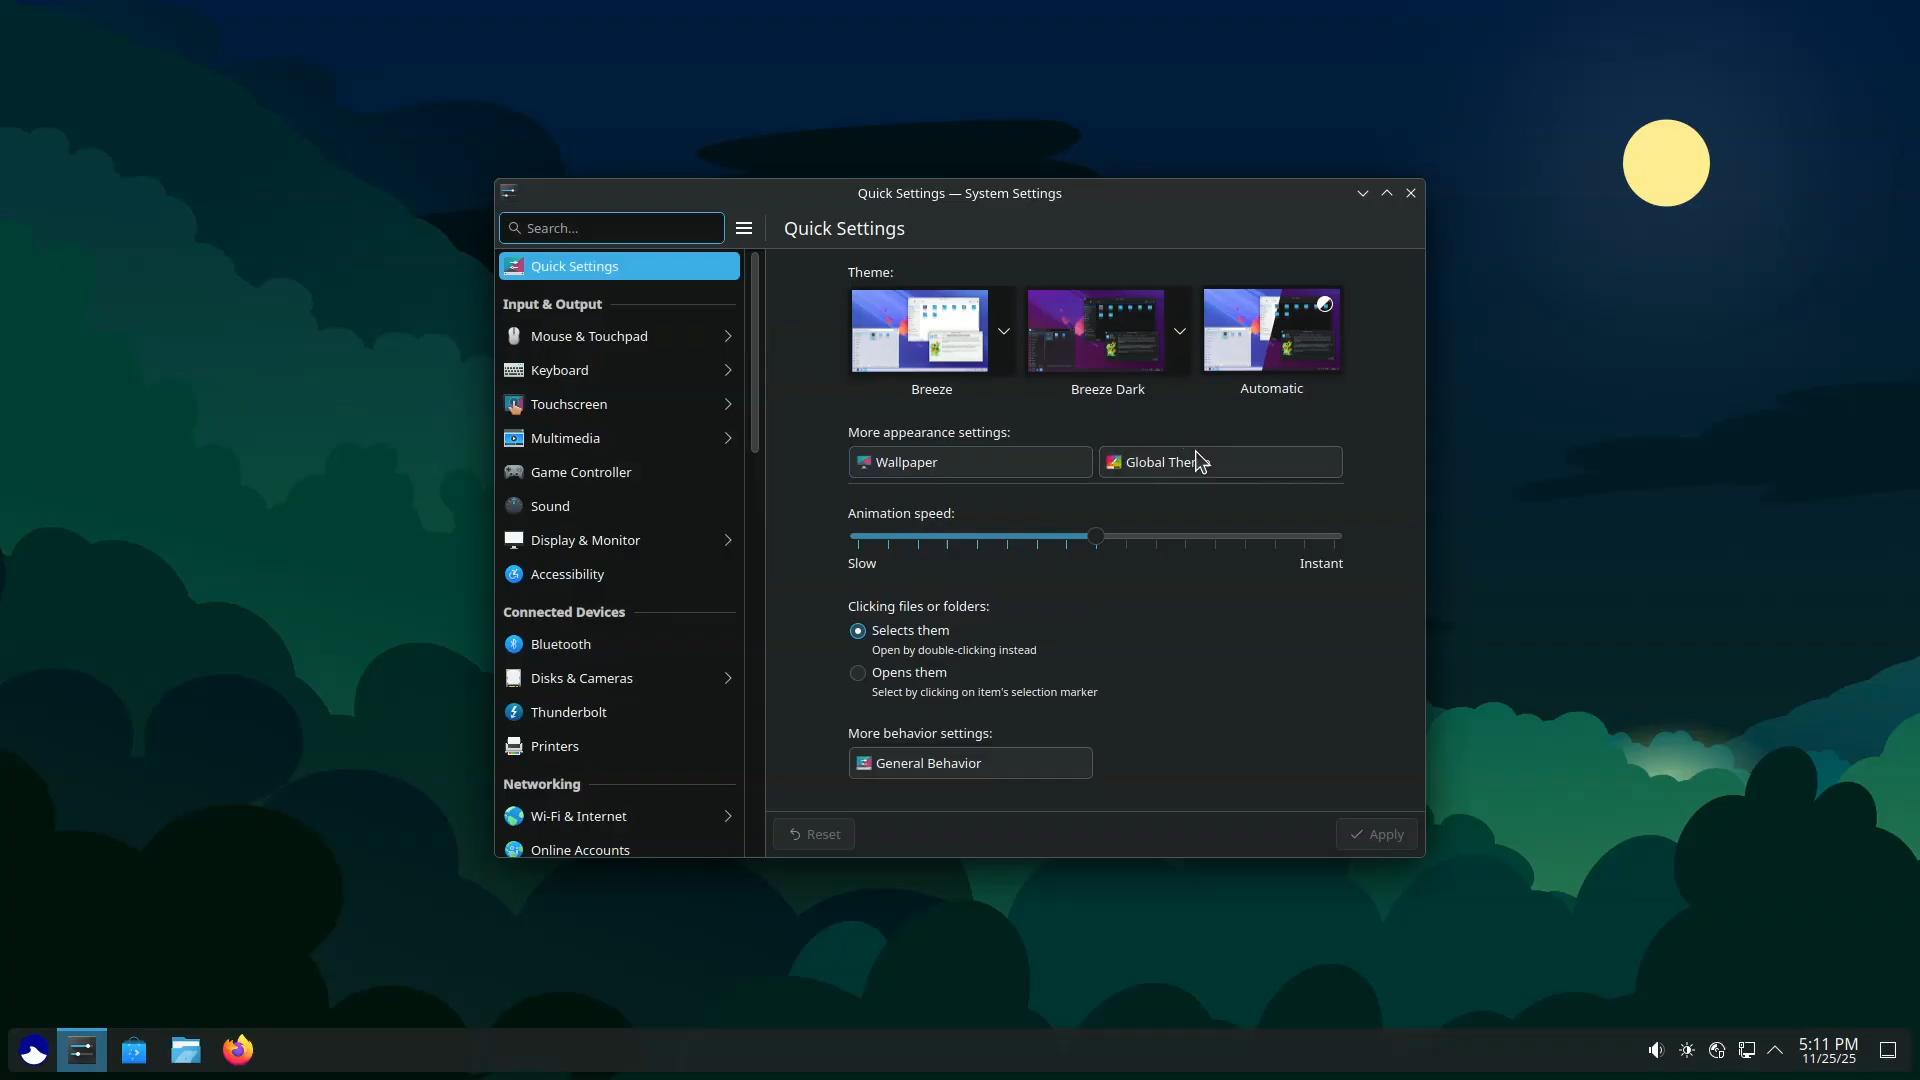 Quick Settings — System Settings
Search...
Quick Settings
Quick Settings
Input & Output
Mouse & Touchpad
Keyboard
Touchscreen
Multimedia
Game Controller
Sound
Display & Monitor
Accessibility
Connected Devices
Bluetooth
Disks & Cameras
Thunderbolt
Printers
Networking
Wi-Fi & Internet
Online Accounts
Theme:
Breeze
Breeze Dark
Automatic
More appearance settings:
Wallpaper
Global
Animation speed:
Slow
Instant
Clicking files or folders:
Selects them
Open by double-clicking instead
Opens them
Select by clicking on item's selection marker
More behavior settings:
General Behavior
Reset
Apply
5:11 PM
11/25/25